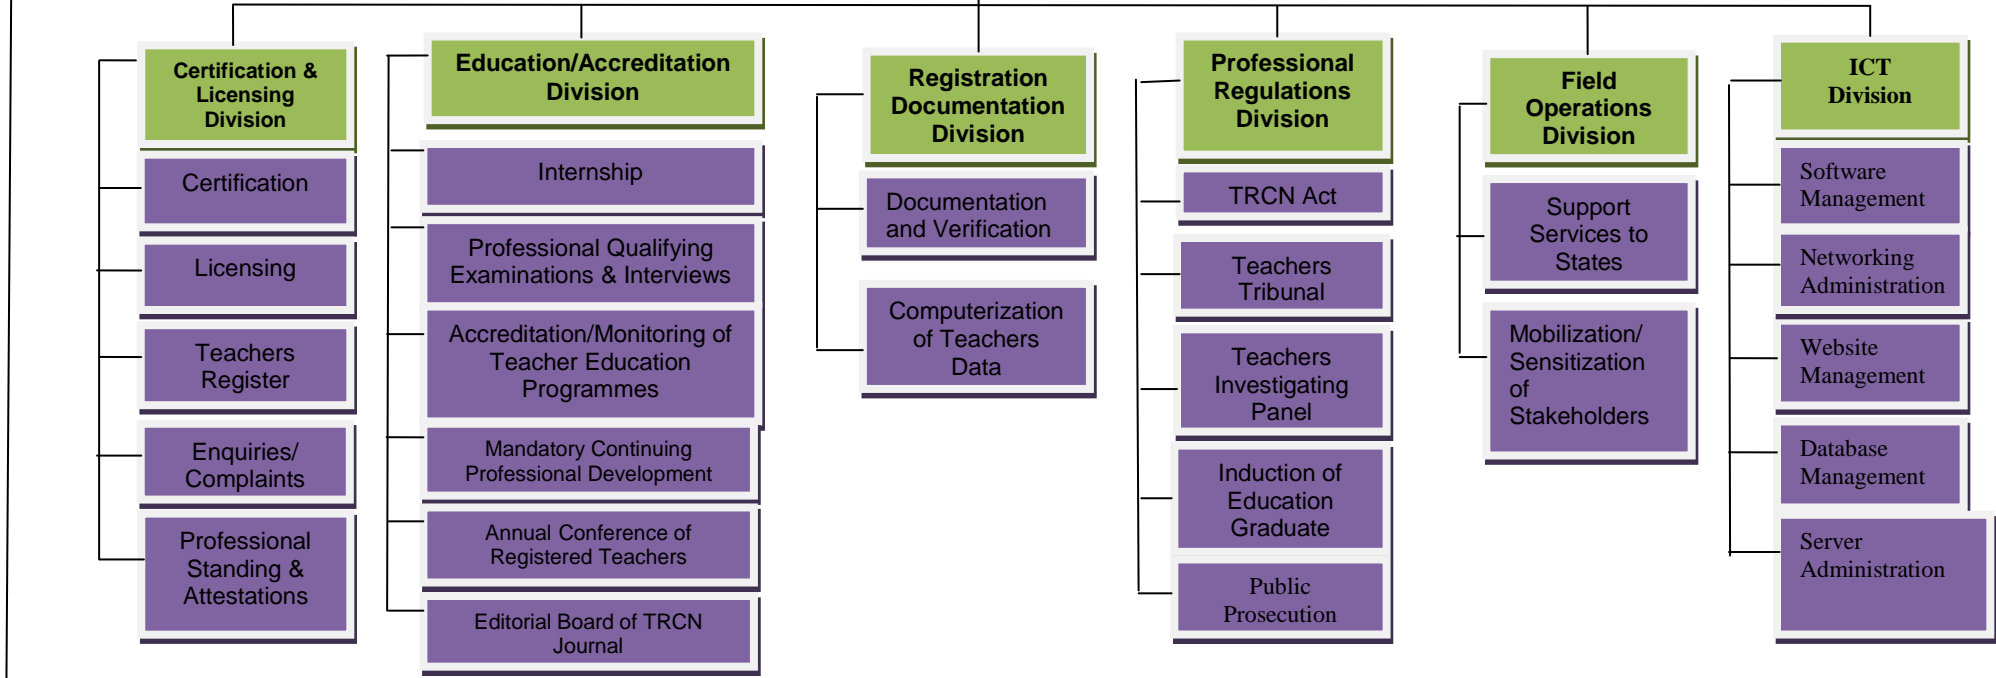 Certification &
Licensing
Division
Certification
Licensing
Teachers
Register
Enquiries/
Complaints
Professional
Standing &
Attestations
Education/Accreditation
Division
Internship
Professional Qualifying
Examinations & Interviews
Accreditation/Monitoring of
Teacher Education
Programmes
Mandatory Continuing
Professional Development
Annual Conference of
Registered Teachers
Editorial Board of TRCN
Journal
Registration
Documentation
Division
Documentation
and Verification
Computerization
of Teachers
Data
Professional
Regulations
Division
TRCN Act
Teachers
Tribunal
Teachers
Investigating
Panel
Induction of
Education
Graduate
Public
Prosecution
Field
Operations
Division
Support
Services to
States
Mobilization/
Sensitization
of
Stakeholders
ICT
Division
Software
Management
Networking
Administration
Website
Management
Database
Management
Server
Administration